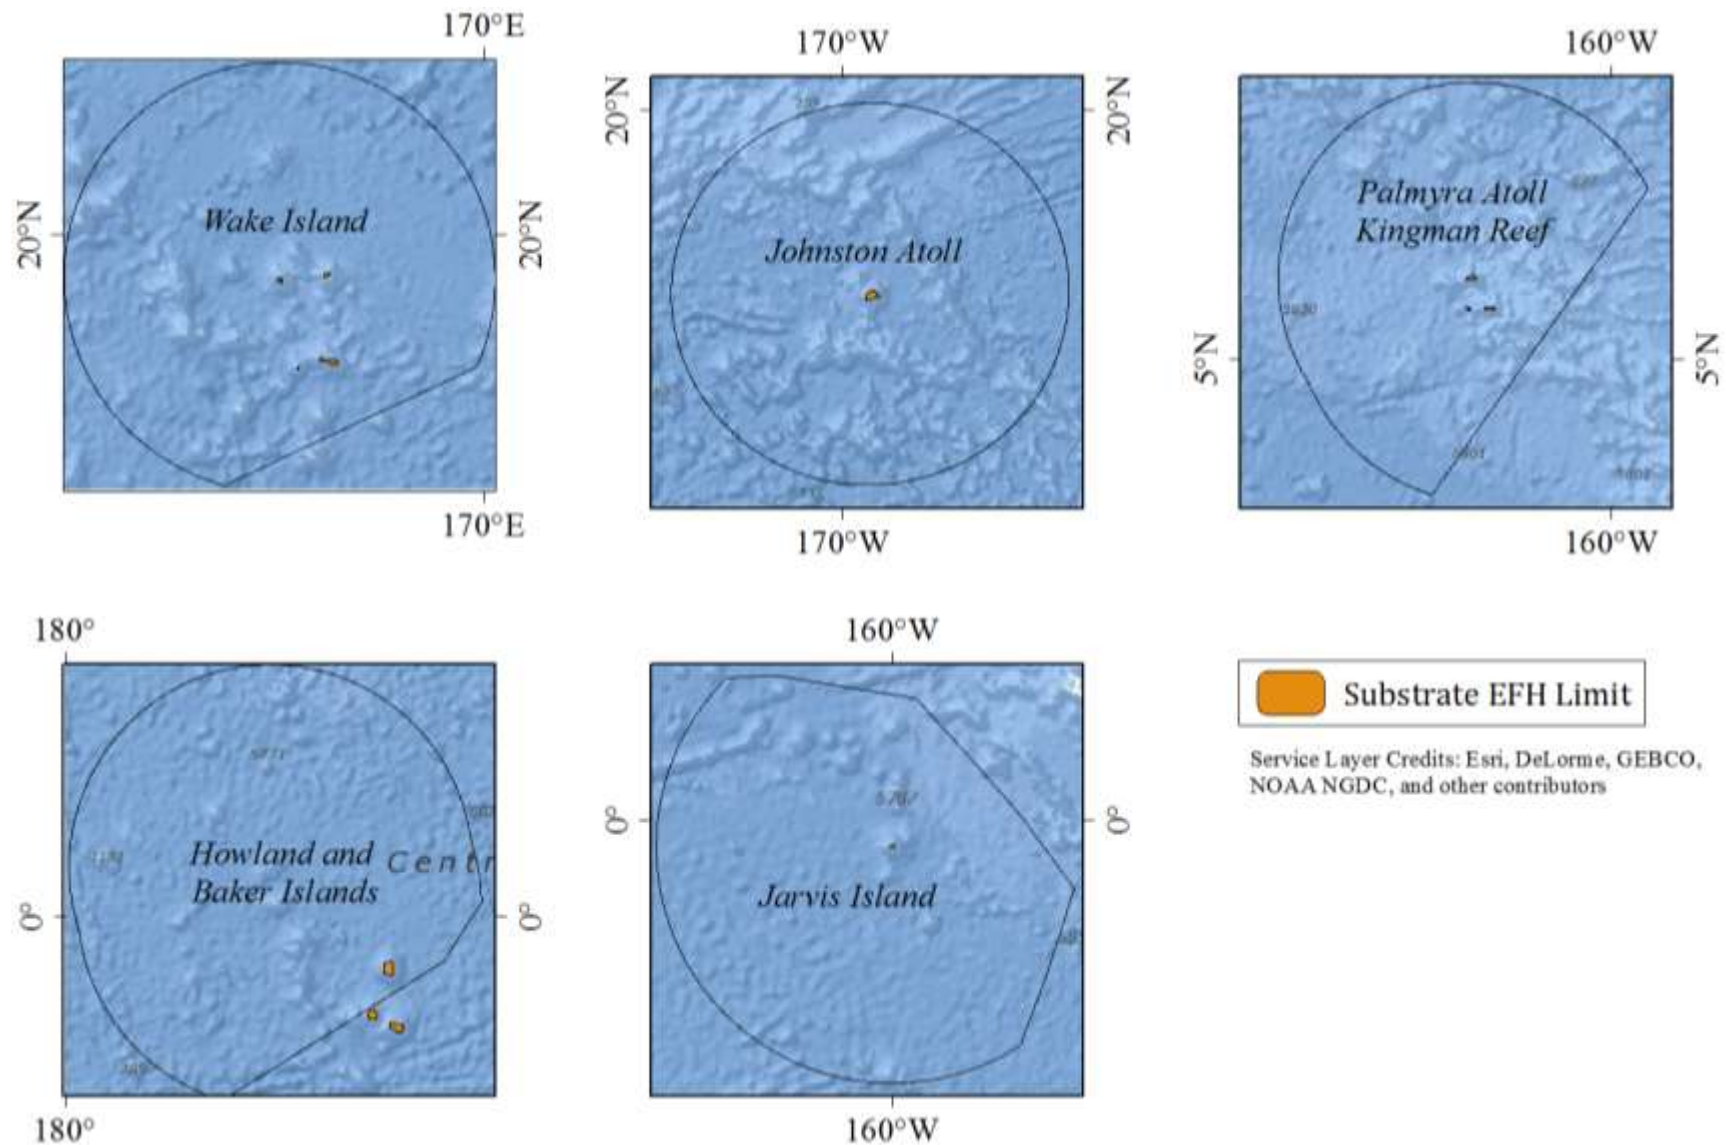 170°E
20°N
Wake Island
20°N
170°E
170°W
20°N
Johnston Atoll
20°N
170°W
160°W
Palmyra Atoll
Kingman Reef
5°N
5°N
160°W
180°
Howland and
Baker Islands
Centr
0°
0°
180°
160°W
5767
0°
0°
Jarvis Island
160°W
Substrate EFH Limit
Service Layer Credits: Esri, DeLorme, GEBCO,
NOAA NGDC, and other contributors